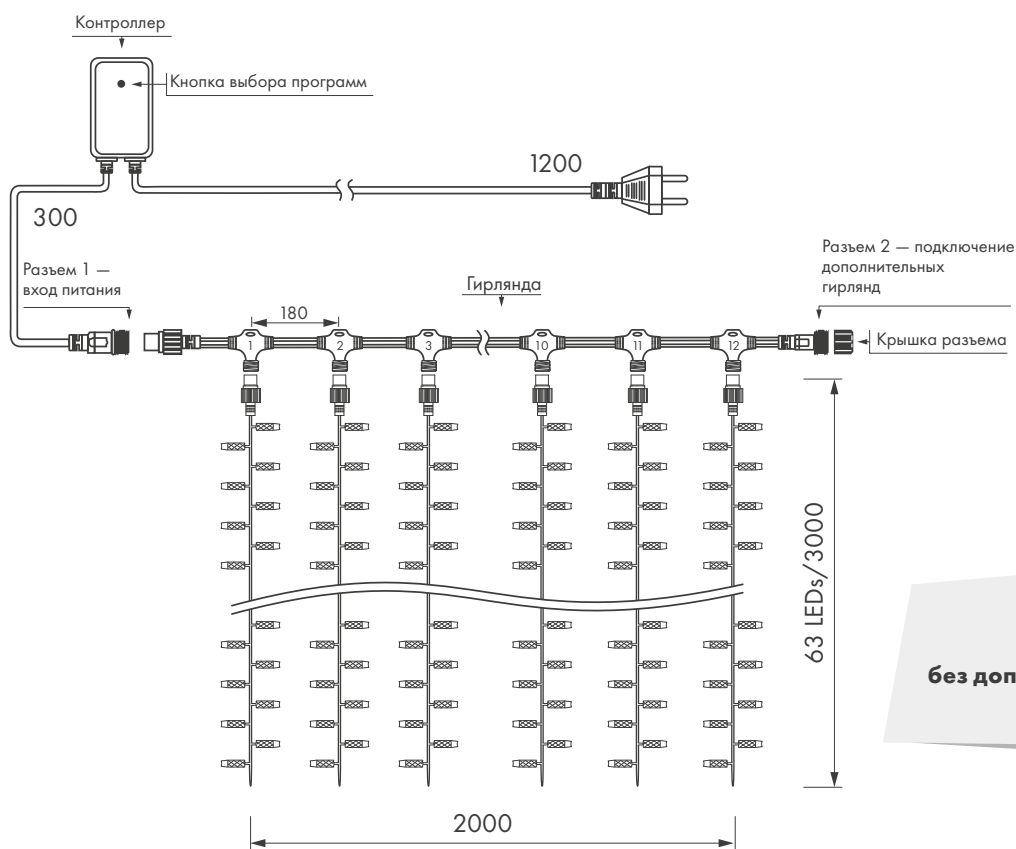 Контроллер
Кнопка выбора программ
1200
300
Разъем 1 —
вход питания
Гирлянда
Разъем 2 — подключение
дополнительных
гирлянд
180
1
2
3
10
11
12
Крышка разъема
63 LEDs/3000
без доп
2000